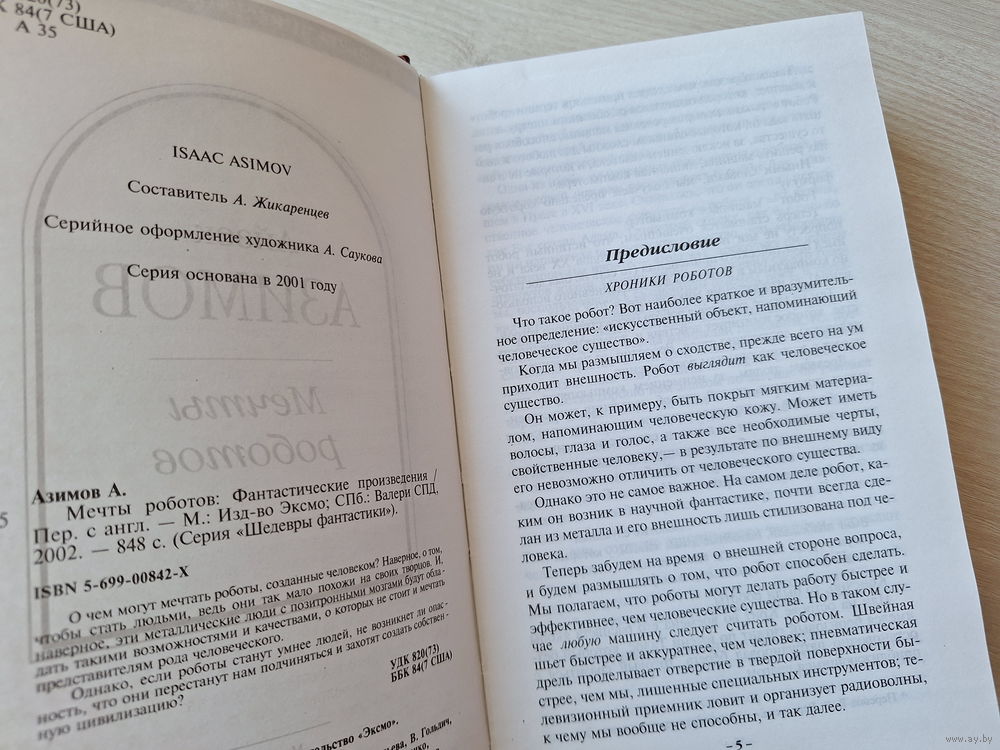 820(73)
К 84(7 США)
А 35
ISAAC ASIMOV
Составитель А. Жикаренцев
Серийное оформление художника А. Саукова
Серия основана в 2001 году
АЗИМОВ
Мечты
роботов
Азимов А.
Мечты роботов: Фантастические произведения /
Пер. с англ. — М.: Изд-во Эксмо; СПб.: Валери СПД,
2002. — 848 с. (Серия «Шедевры фантастики»).
ISBN 5-699-00842-X
О чем могут мечтать роботы, созданные человеком? Наверное, о том,
чтобы стать людьми, ведь они так мало похожи на своих творцов. И,
наверное, эти металлические люди с позитронными мозгами будут обла-
дать такими возможностями и качествами, о которых не стоит и мечтать
представителям рода человеческого.
Однако, если роботы станут умнее людей, не возникнет ли опас-
ность, что они перестанут нам подчиняться и захотят создать собствен-
ную цивилизацию?
УДК 820(73)
ББК 84(7 США)
тельство «Эксмо».
В. Гольдич,
5
Предисловие
ХРОНИКИ РОБОТОВ
Что такое робот? Вот наиболее краткое и вразумитель-
ное определение: «искусственный объект, напоминающий
человеческое существо».
Когда мы размышляем о сходстве, прежде всего на ум
приходит внешность. Робот выглядит как человеческое
существо.
Он может, к примеру, быть покрыт мягким материа-
лом, напоминающим человеческую кожу. Может иметь
волосы, глаза и голос, а также все необходимые черты,
свойственные человеку,— в результате по внешнему виду
его невозможно отличить от человеческого существа.
Однако это не самое важное. На самом деле робот, ка-
ким он возник в научной фантастике, почти всегда сде-
лан из металла и его внешность лишь стилизована под че-
ловека.
Теперь забудем на время о внешней стороне вопроса,
и будем размышлять о том, что робот способен сделать.
Мы полагаем, что роботы могут делать работу быстрее и
эффективнее, чем человеческие существа. Но в таком слу-
чае любую машину следует считать роботом. Швейная
шьет быстрее и аккуратнее, чем человек; пневматическая
дрель проделывает отверстие в твердой поверхности бы-
стрее, чем мы, лишенные специальных инструментов; те-
левизионный приемник ловит и организует радиоволны,
к чему мы вообще не способны, и так далее.
– 5 –
www.ay.by